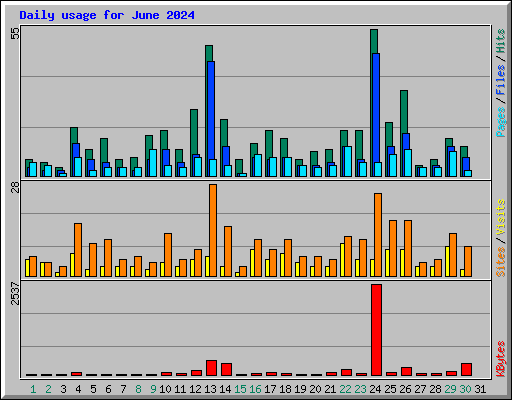 Daily usage for June 2024
55
Pages / Files / Hits
28
Sites / Visits
2537
KBytes
1 2 3 4 5 6 7 8 9 10 11 12 13 14 15 16 17 18 19 20 21 22 23 24 25 26 27 28 29 30 31